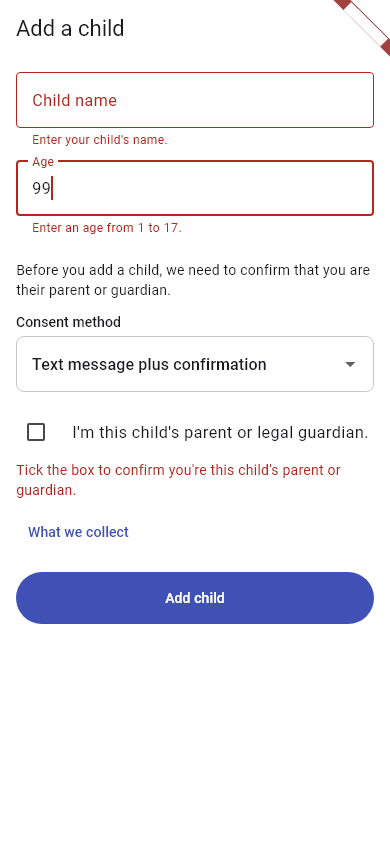 Add a child
Child name
Enter your child's name.
Age
99
Enter an age from 1 to 17.
Before you add a child, we need to confirm that you are
their parent or guardian.
Consent method
Text message plus confirmation
I'm this child's parent or legal guardian.
Tick the box to confirm you're this child's parent or
guardian.
What we collect
Add child